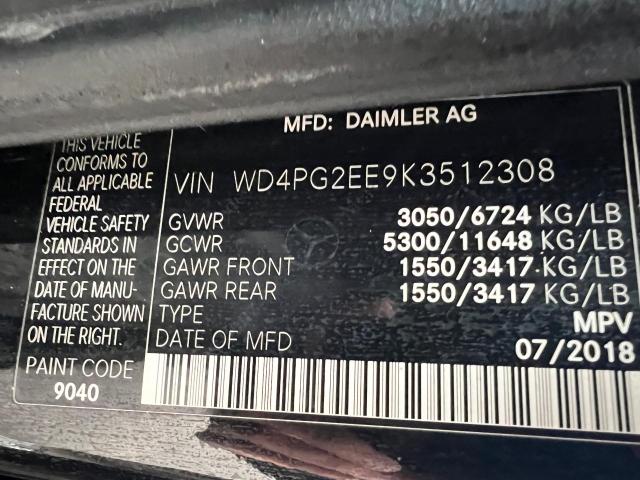 MFD: DAIMLER AG
THIS VEHICLE
CONFORMS TO
ALL APPLICABLE
FEDERAL
VEHICLE SAFETY
STANDARDS IN
EFFECT ON THE
DATE OF MANU-
FACTURE SHOWN
ON THE RIGHT.
VIN WD4PG2EE9K3512308
GVWR 3050/6724 KG/LB
GCWR 5300/11648 KG/LB
GAWR FRONT 1550/3417 KG/LB
GAWR REAR 1550/3417 KG/LB
TYPE MPV
DATE OF MFD 07/2018
PAINT CODE
9040